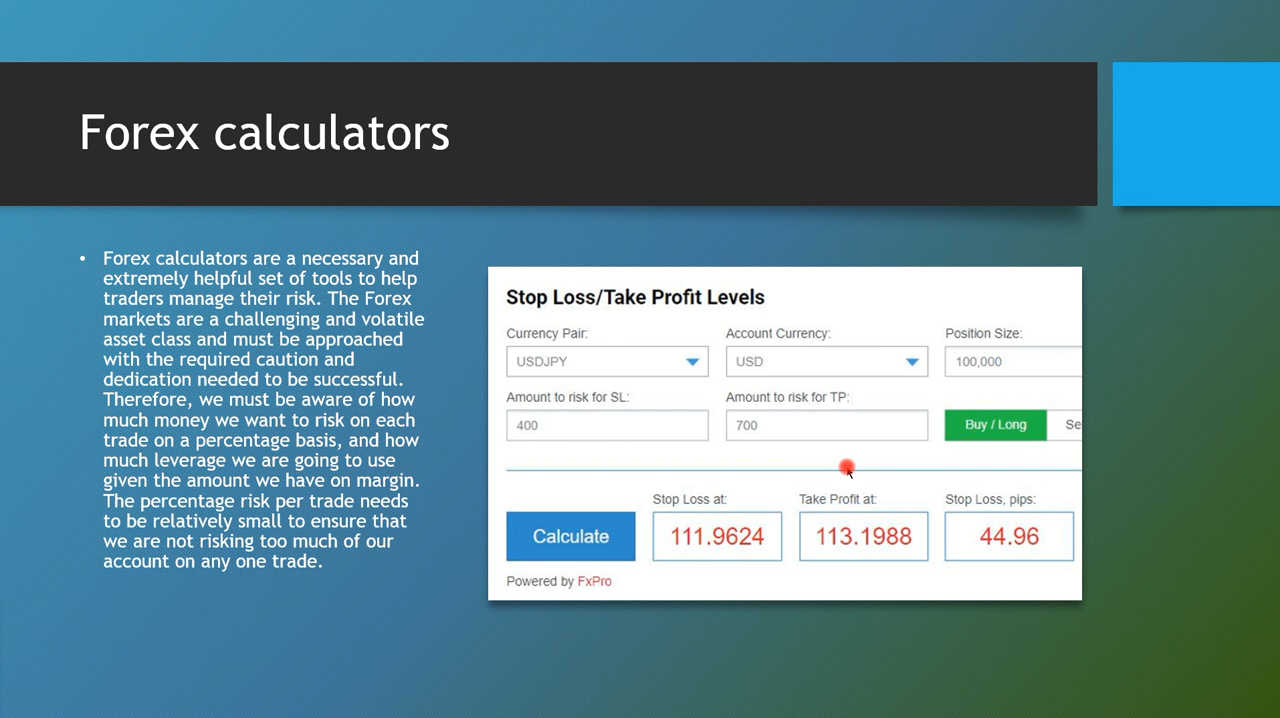 Forex calculators
• Forex calculators are a necessary and
extremely helpful set of tools to help
traders manage their risk. The Forex
markets are a challenging and volatile
asset class and must be approached
with the required caution and
dedication needed to be successful.
Therefore, we must be aware of how
much money we want to risk on each
trade on a percentage basis, and how
much leverage we are going to use
given the amount we have on margin.
The percentage risk per trade needs
to be relatively small to ensure that
we are not risking too much of our
account on any one trade.
Stop Loss/Take Profit Levels
Currency Pair: Account Currency: Position Size:
USDJPY USD 100,000
Amount to risk for SL: Amount to risk for TP:
400 700 Buy / Long Se
Stop Loss at: Take Profit at: Stop Loss, pips:
Calculate 111.9624 113.1988 44.96
Powered by FxPro